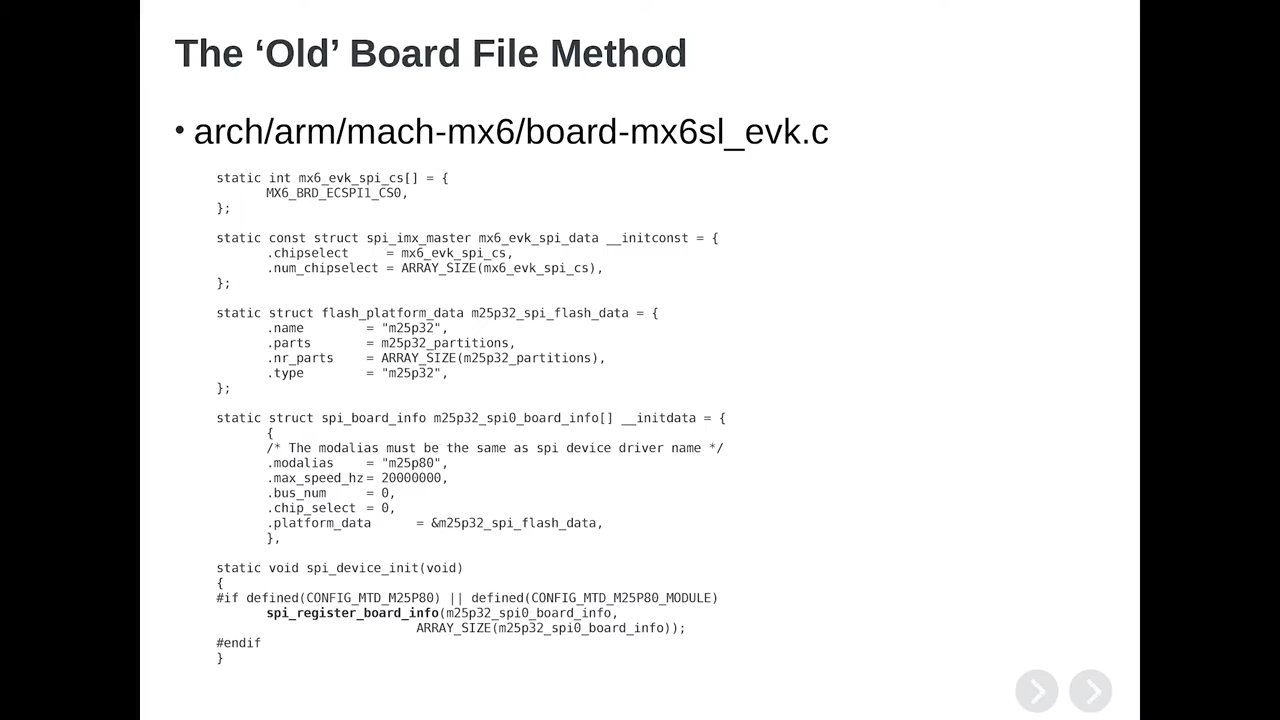 The ‘Old’ Board File Method
• arch/arm/mach-mx6/board-mx6sl_evk.c
static int mx6_evk_spi_cs[] = {
MX6_BRD_ECSPI1_CS0,
};
static const struct spi_imx_master mx6_evk_spi_data __initconst = {
.chipselect     = mx6_evk_spi_cs,
.num_chipselect = ARRAY_SIZE(mx6_evk_spi_cs),
};
static struct flash_platform_data m25p32_spi_flash_data = {
.name        = "m25p32",
.parts       = m25p32_partitions,
.nr_parts    = ARRAY_SIZE(m25p32_partitions),
.type        = "m25p32",
};
static struct spi_board_info m25p32_spi0_board_info[] __initdata = {
{
/* The modalias must be the same as spi device driver name */
.modalias    = "m25p80",
.max_speed_hz= 20000000,
.bus_num     = 0,
.chip_select = 0,
.platform_data      = &m25p32_spi_flash_data,
},
static void spi_device_init(void)
{
#if defined(CONFIG_MTD_M25P80) || defined(CONFIG_MTD_M25P80_MODULE)
spi_register_board_info(m25p32_spi0_board_info,
ARRAY_SIZE(m25p32_spi0_board_info));
#endif
}